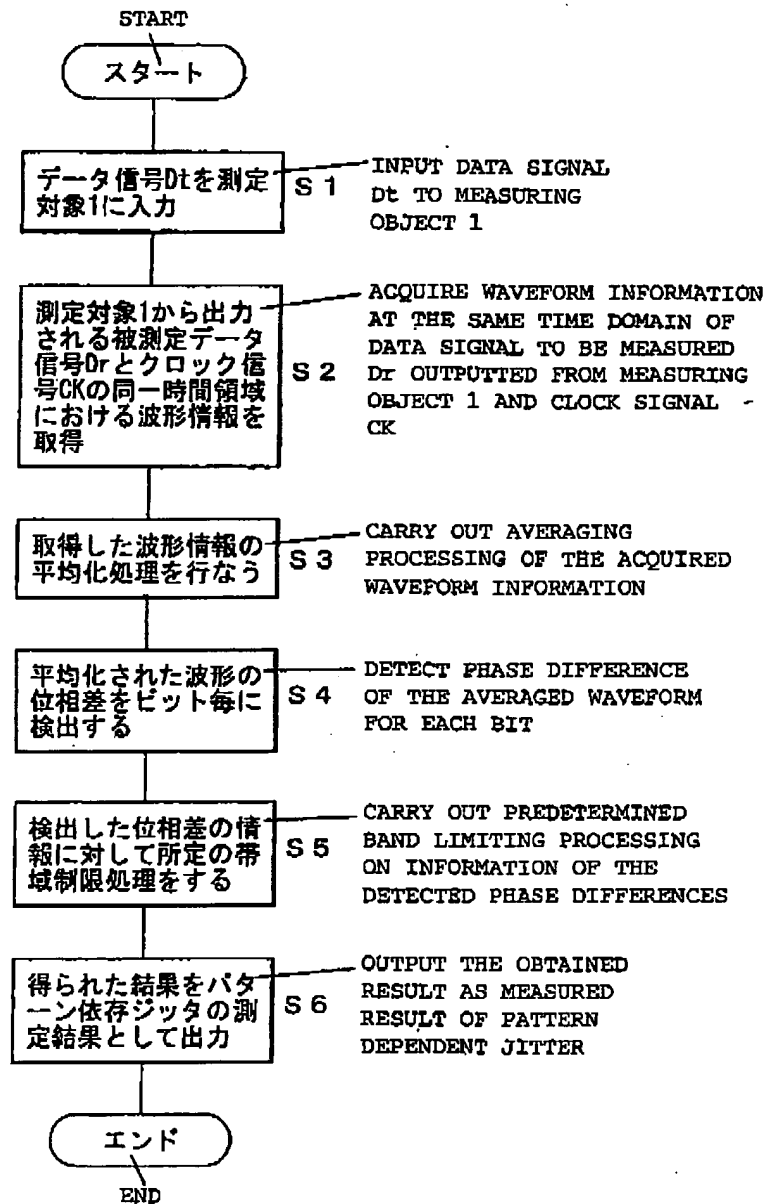 START
スタート
データ信号Dtを測定
対象1に入力
S1
INPUT DATA SIGNAL
Dt TO MEASURING
OBJECT 1
測定対象1から出力
される被測定データ
信号Drとクロック信
号CKの同一時間領域
における波形情報を
取得
S2
ACQUIRE WAVEFORM INFORMATION
AT THE SAME TIME DOMAIN OF
DATA SIGNAL TO BE MEASURED
Dr OUTPUTTED FROM MEASURING
OBJECT 1 AND CLOCK SIGNAL
CK
取得した波形情報の
平均化処理を行なう
S3
CARRY OUT AVERAGING
PROCESSING OF THE ACQUIRED
WAVEFORM INFORMATION
平均化された波形の
位相差をビット毎に
検出する
S4
DETECT PHASE DIFFERENCE
OF THE AVERAGED WAVEFORM
FOR EACH BIT
検出した位相差の情
報に対して所定の帯
域制限処理をする
S5
CARRY OUT PREDETERMINED
BAND LIMITING PROCESSING
ON INFORMATION OF THE
DETECTED PHASE DIFFERENCES
得られた結果をパタ
ーン依存ジッタの測
定結果として出力
S6
OUTPUT THE OBTAINED
RESULT AS MEASURED
RESULT OF PATTERN
DEPENDENT JITTER
エンド
END